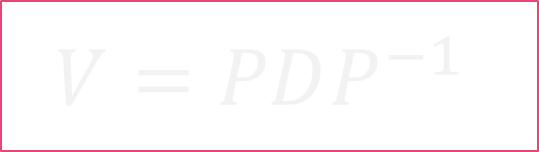 V = PDP⁻¹